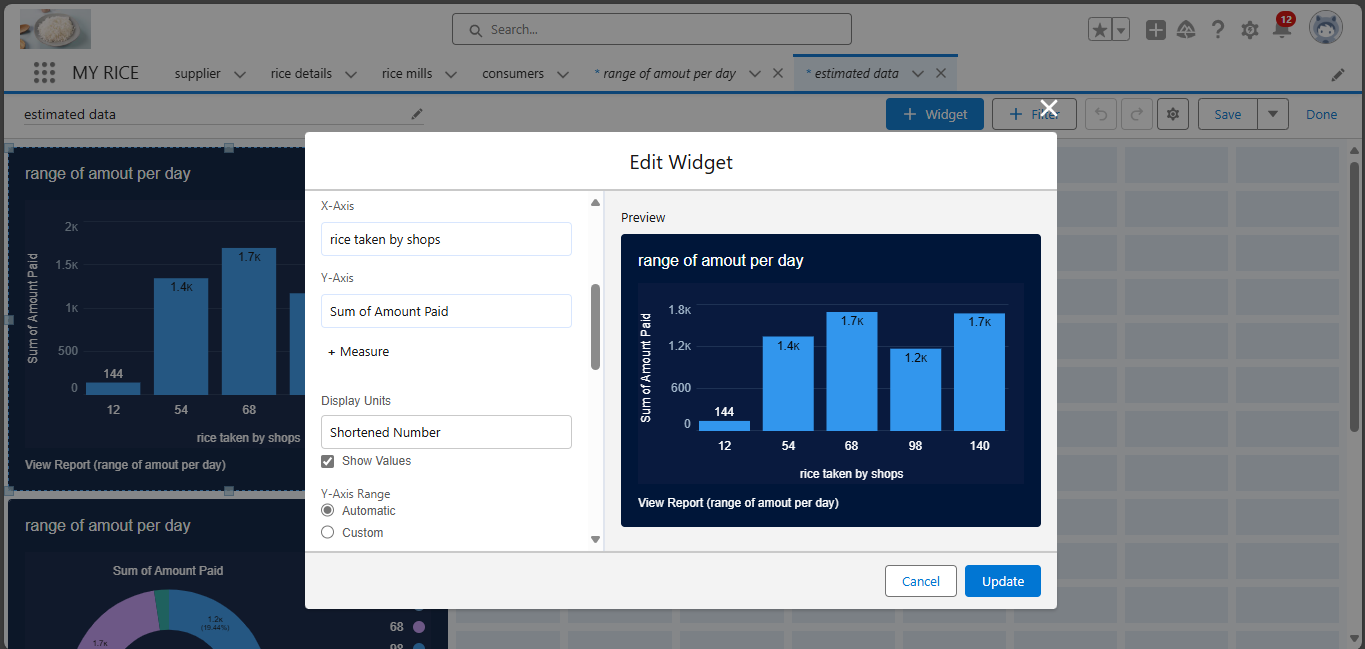 Search...
12
MY RICE
supplier
rice details
rice mills
consumers
* range of amout per day
* estimated data
estimated data
+ Widget
+ Filter
Save
Done
range of amout per day
Sum of Amount Paid
2K
1.5K
1K
500
0
144
1.4K
1.7K
12
54
68
rice taken by shops
View Report (range of amout per day)
range of amout per day
Sum of Amount Paid
1.2K
(19.44%)
1.7K
68
98
Edit Widget
X-Axis
rice taken by shops
Y-Axis
Sum of Amount Paid
+ Measure
Display Units
Shortened Number
Show Values
Y-Axis Range
Automatic
Custom
Preview
range of amout per day
Sum of Amount Paid
1.8K
1.2K
600
0
144
1.4K
1.7K
1.2K
1.7K
12
54
68
98
140
rice taken by shops
View Report (range of amout per day)
Cancel
Update